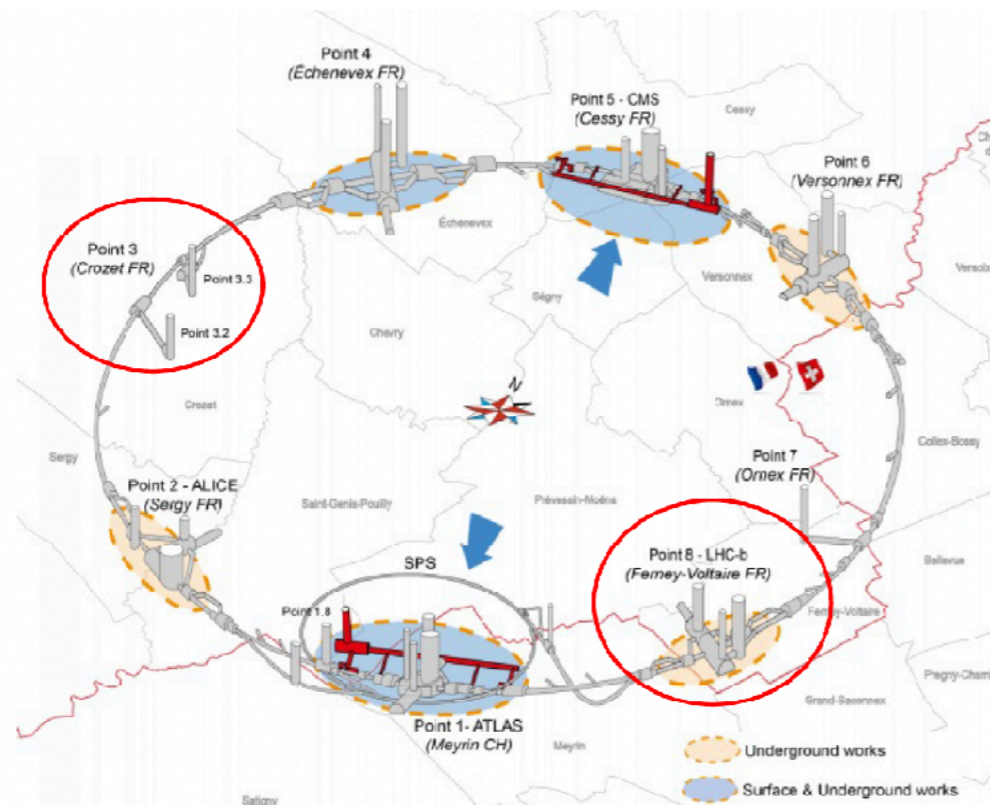 Point 4
(Échenevex FR)
Point 5 - CMS
(Cessy FR)
Cessy
Point 6
(Versonnex FR)
Échenevex
Point 3
(Crozet FR)
Point 3.3
Point 3.2
Versonnex
Ségny
Chevry
N
Crozet
Ornex
Collex-Bossy
Sergy
Point 7
(Ornex FR)
Point 2 - ALICE
(Sergy FR)
Saint-Genis-Pouilly
Prévessin-Moëns
Point 8 - LHC-b
(Ferney-Voltaire FR)
SPS
Bellevue
Point 1.8
Ferney-Voltaire
Pregny-Cham
Grand-Saconnex
Point 1- ATLAS
(Meyrin CH)
Meyrin
Underground works
Surface & Underground works
Satigny